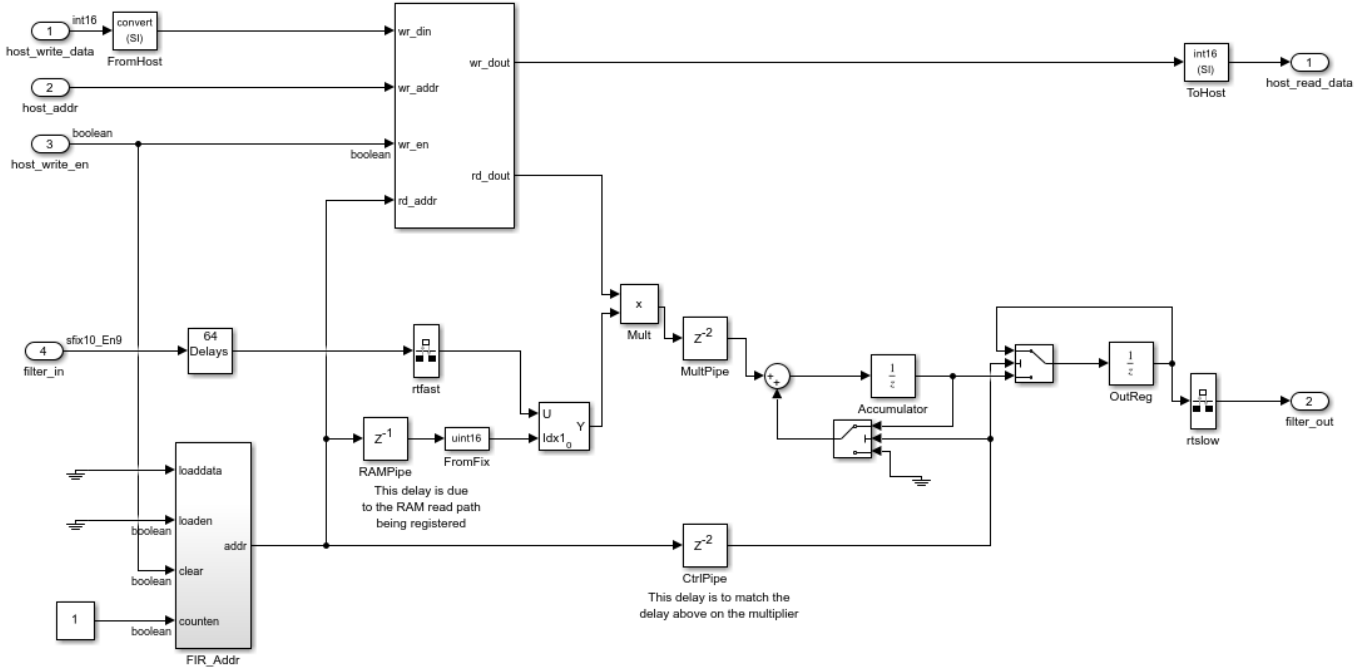 1
int16
convert
(SI)
host_write_data
FromHost
wr_din
wr_dout
int16
(SI)
1
ToHost
host_read_data
2
host_addr
wr_addr
3
boolean
host_write_en
wr_en
boolean
rd_dout
rd_addr
4
sfix10_En9
filter_in
64
Delays
rtfast
x
Mult
Z-2
MultPipe
+
+
1
z
Accumulator
1
z
OutReg
rtslow
2
filter_out
U
Idx1
0
Y
Z-1
RAMPipe
uint16
FromFix
This delay is due
to the RAM read path
being registered
loaddata
loaden
boolean
addr
clear
boolean
1
counten
boolean
FIR_Addr
Z-2
CtrlPipe
This delay is to match the
delay above on the multiplier